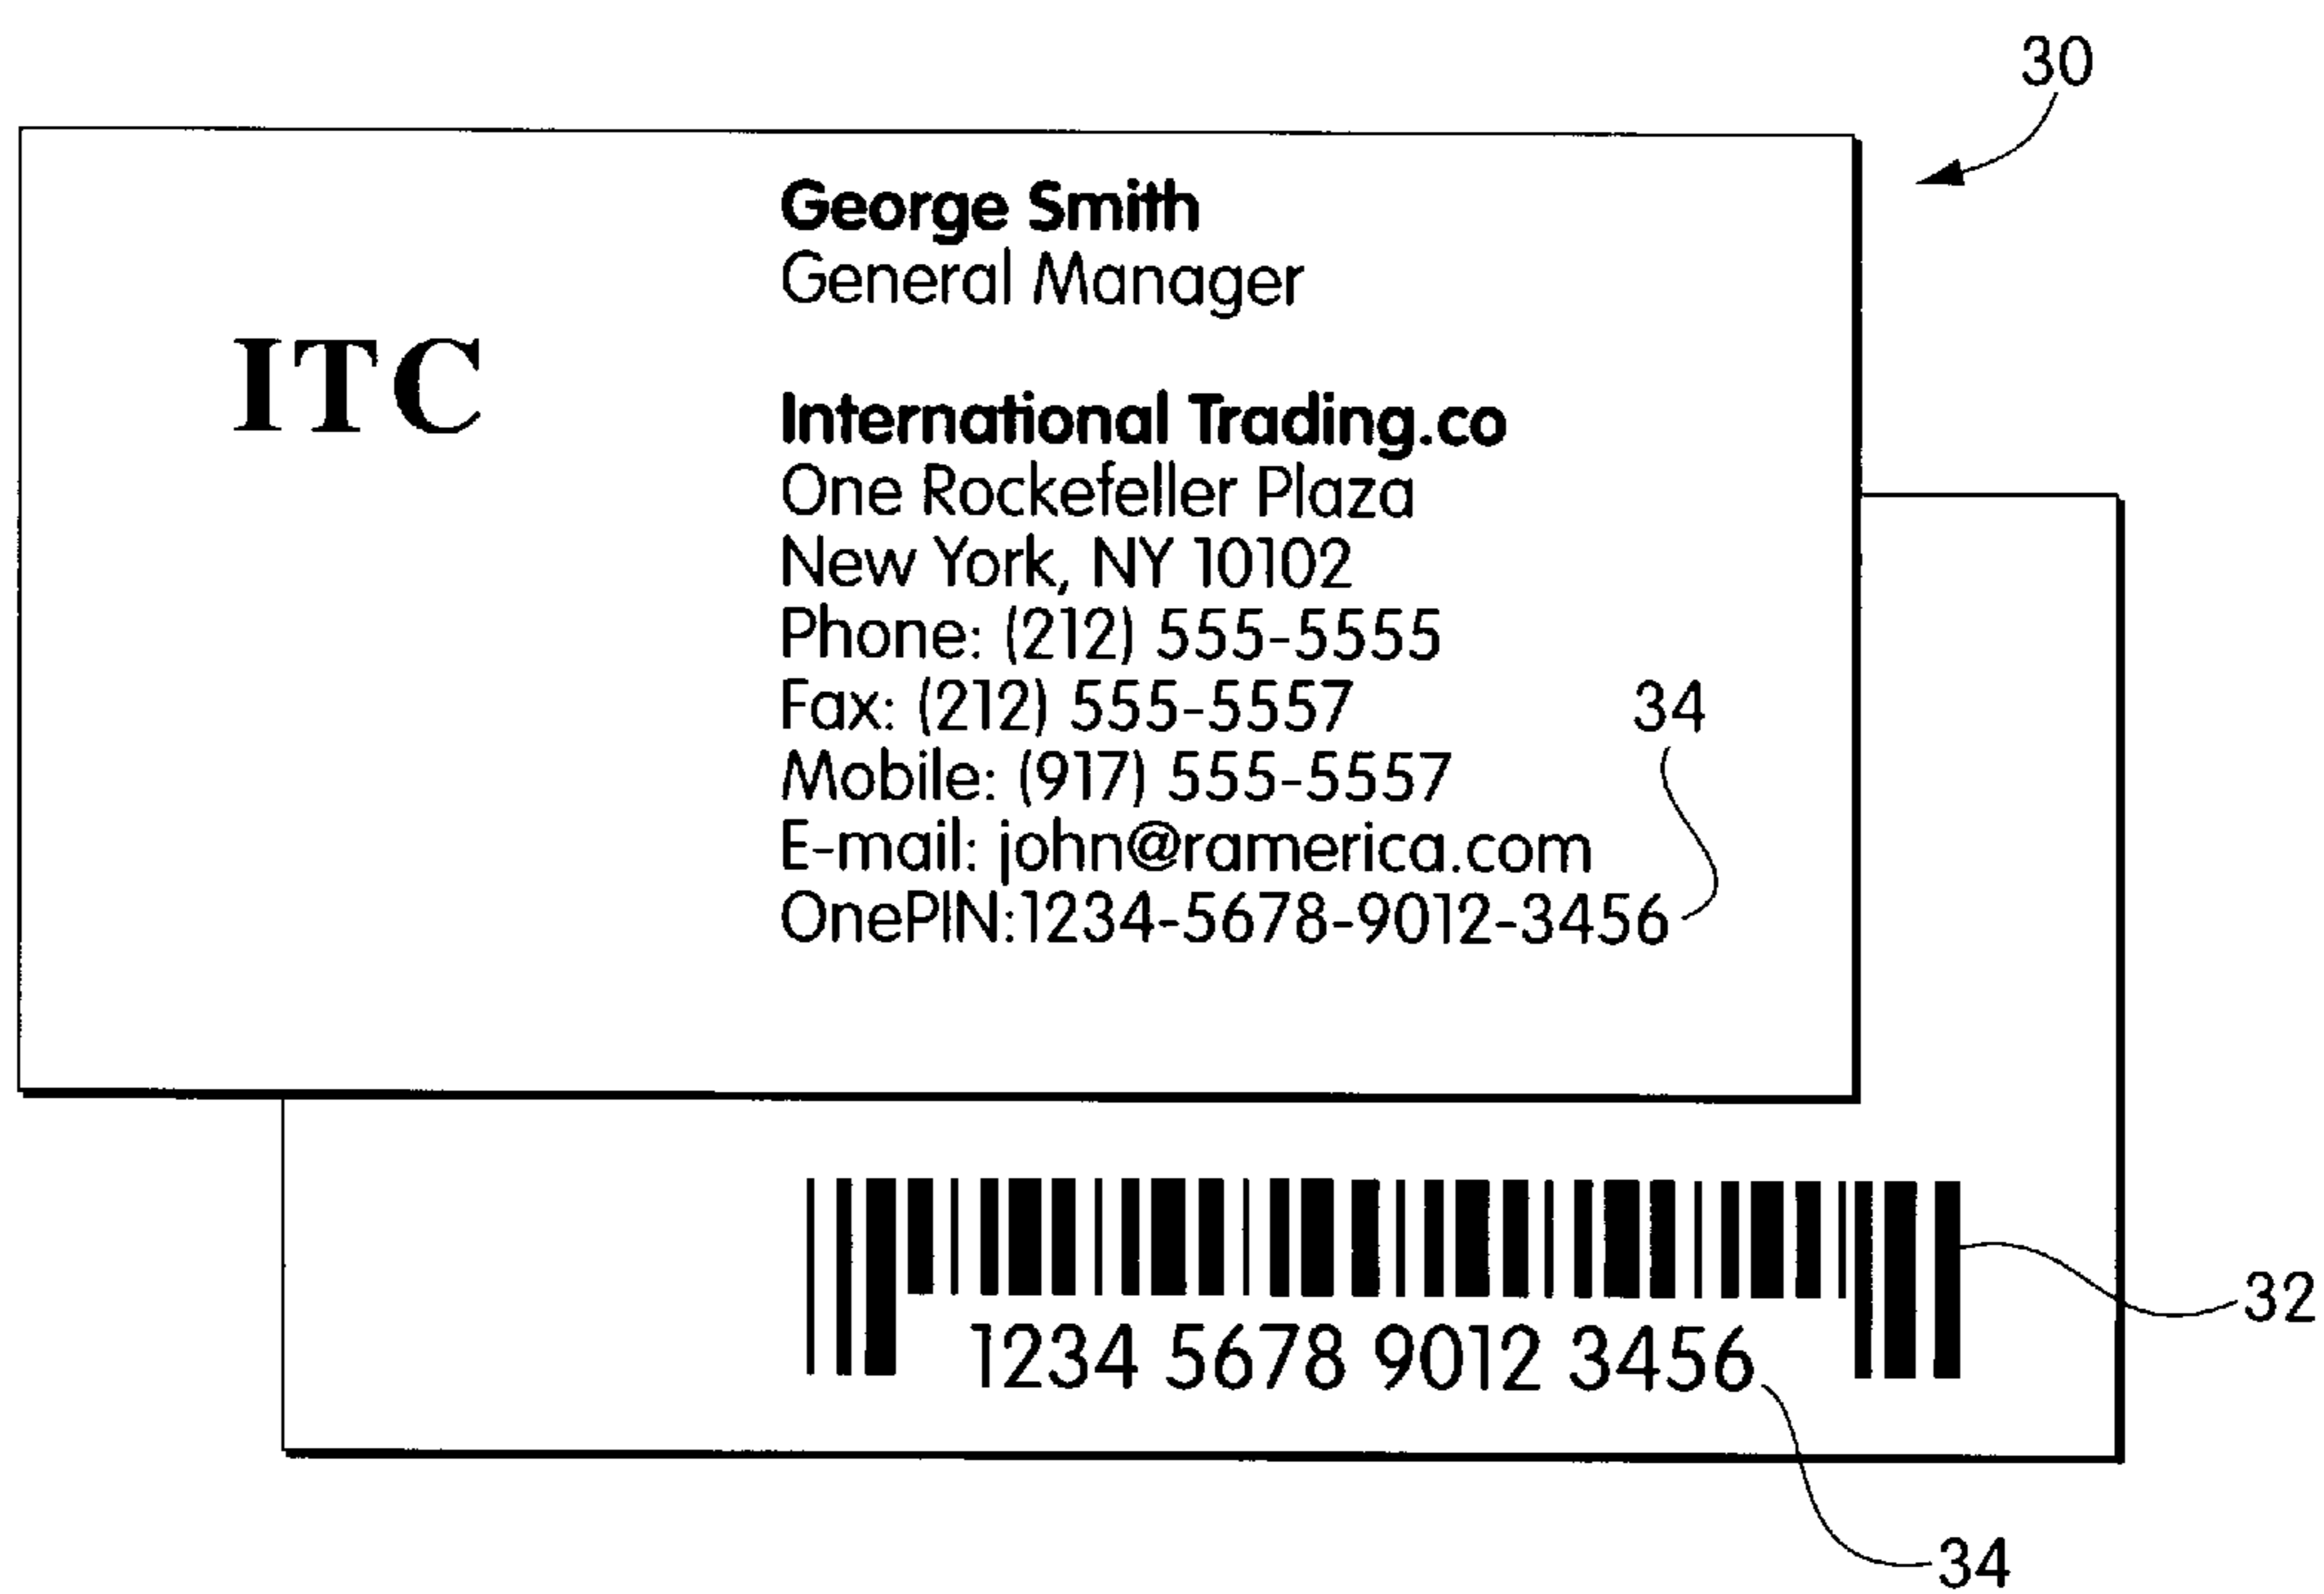 30
George Smith
General Manager
ITC
International Trading.co
One Rockefeller Plaza
New York, NY 10102
Phone: (212) 555-5555
Fax: (212) 555-5557
34
Mobile: (917) 555-5557
E-mail: john@ramerica.com
OnePIN:1234-5678-9012-3456
32
1234 5678 9012 3456
34